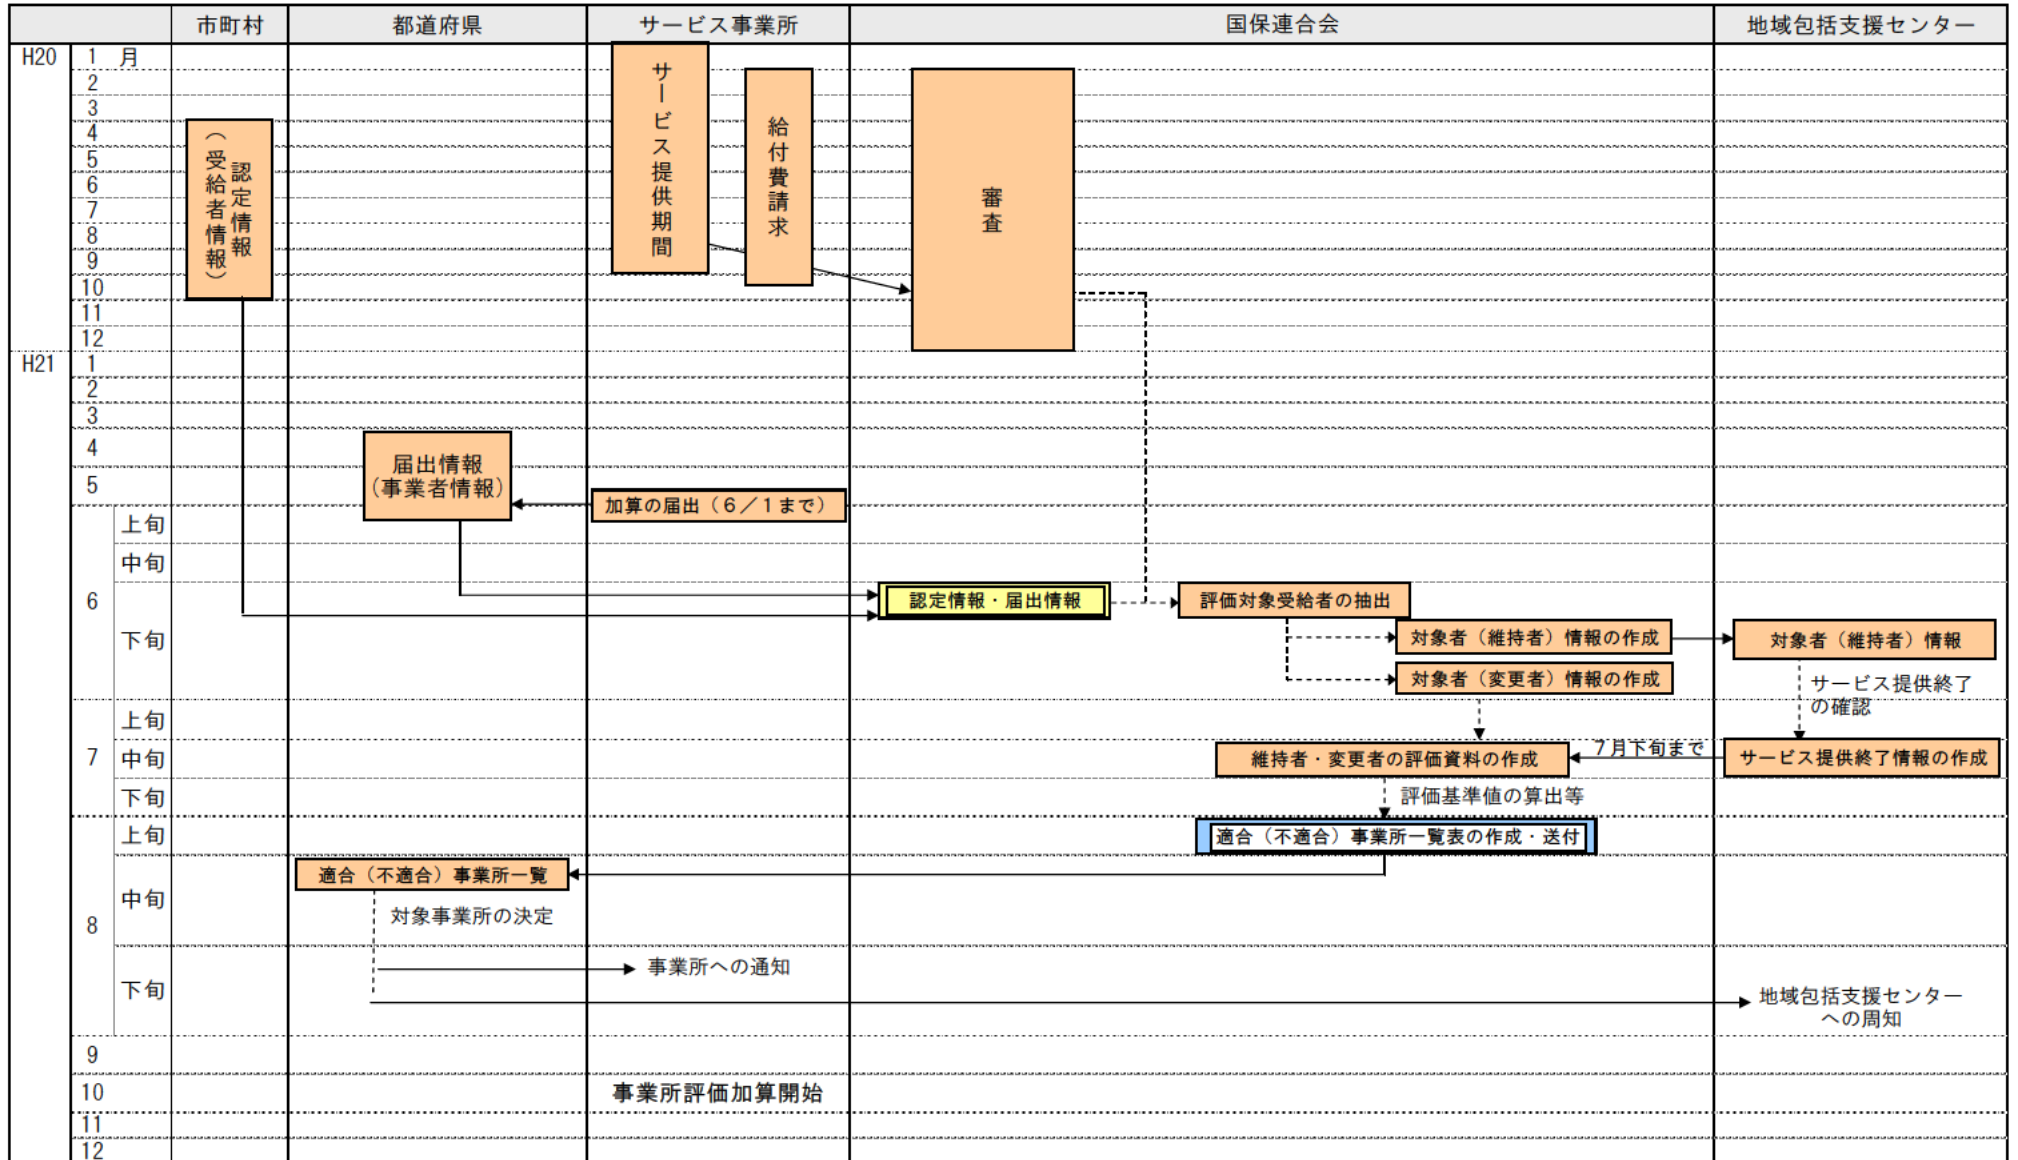 市町村
都道府県
サービス事業所
国保連合会
地域包括支援センター
H20
1 月
2
3
4
5
6
7
8
9
10
11
12
認定情報
（受給者情報）
サービス提供期間
給付費請求
審査
H21
1
2
3
4
5
届出情報
（事業者情報）
加算の届出（６／１まで）
6
上旬
中旬
下旬
認定情報・届出情報
評価対象受給者の抽出
対象者（維持者）情報の作成
対象者（維持者）情報
対象者（変更者）情報の作成
サービス提供終了
の確認
7
上旬
中旬
下旬
維持者・変更者の評価資料の作成
７月下旬まで
サービス提供終了情報の作成
評価基準値の算出等
8
上旬
中旬
下旬
適合（不適合）事業所一覧表の作成・送付
適合（不適合）事業所一覧
対象事業所の決定
事業所への通知
地域包括支援センター
への周知
9
10
事業所評価加算開始
11
12